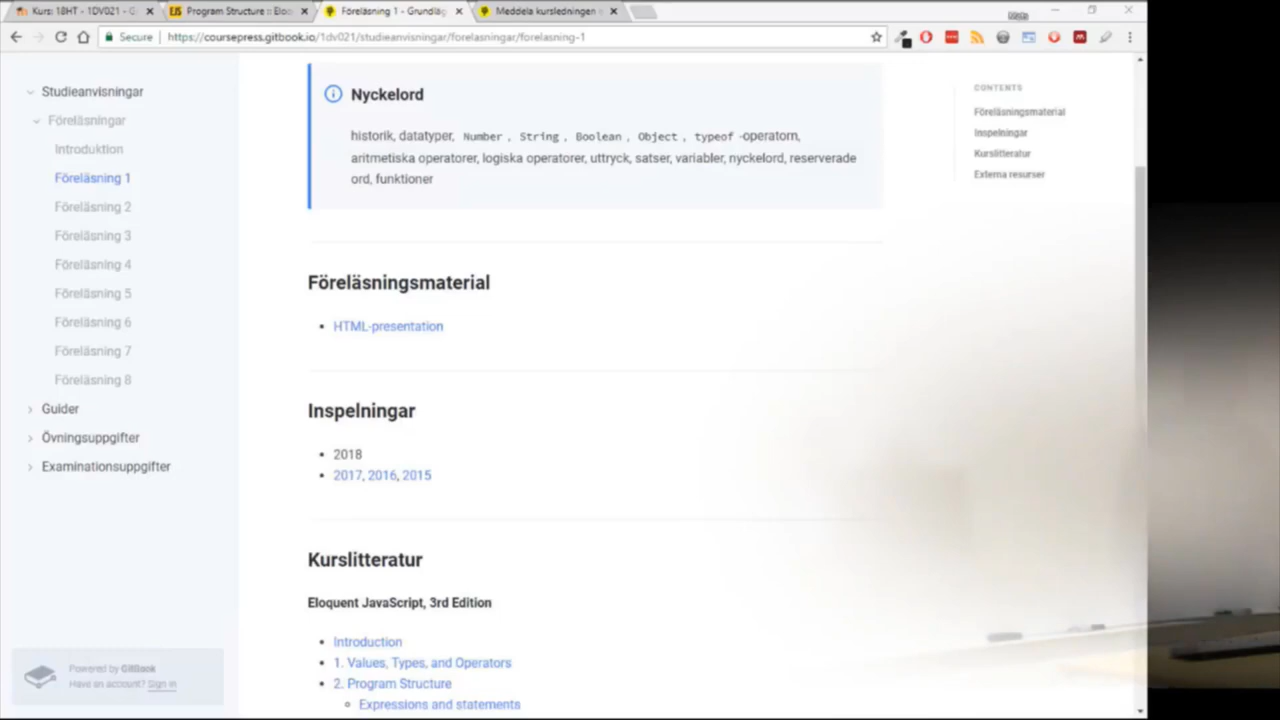 Kurs: 18HT - 1DV021 - G
Program Structure :: Eloq
Föreläsning 1 - Grundläg
Meddela kursledningen
Secure
https://coursepress.gitbook.io/1dv021/studieanvisningar/forelasningar/forelasning-1
Studieanvisningar
Föreläsningar
Introduktion
Föreläsning 1
Föreläsning 2
Föreläsning 3
Föreläsning 4
Föreläsning 5
Föreläsning 6
Föreläsning 7
Föreläsning 8
Guider
Övningsuppgifter
Examinationsuppgifter
Powered by GitBook
Have an account? Sign in
Nyckelord
historik, datatyper, Number, String, Boolean, Object, typeof -operatorn,
aritmetiska operatorer, logiska operatorer, uttryck, satser, variabler, nyckelord, reserverade
ord, funktioner
Föreläsningsmaterial
• HTML-presentation
Inspelningar
• 2018
• 2017, 2016, 2015
Kurslitteratur
Eloquent JavaScript, 3rd Edition
• Introduction
• 1. Values, Types, and Operators
• 2. Program Structure
Expressions and statements
CONTENTS
Föreläsningsmaterial
Inspelningar
Kurslitteratur
Externa resurser